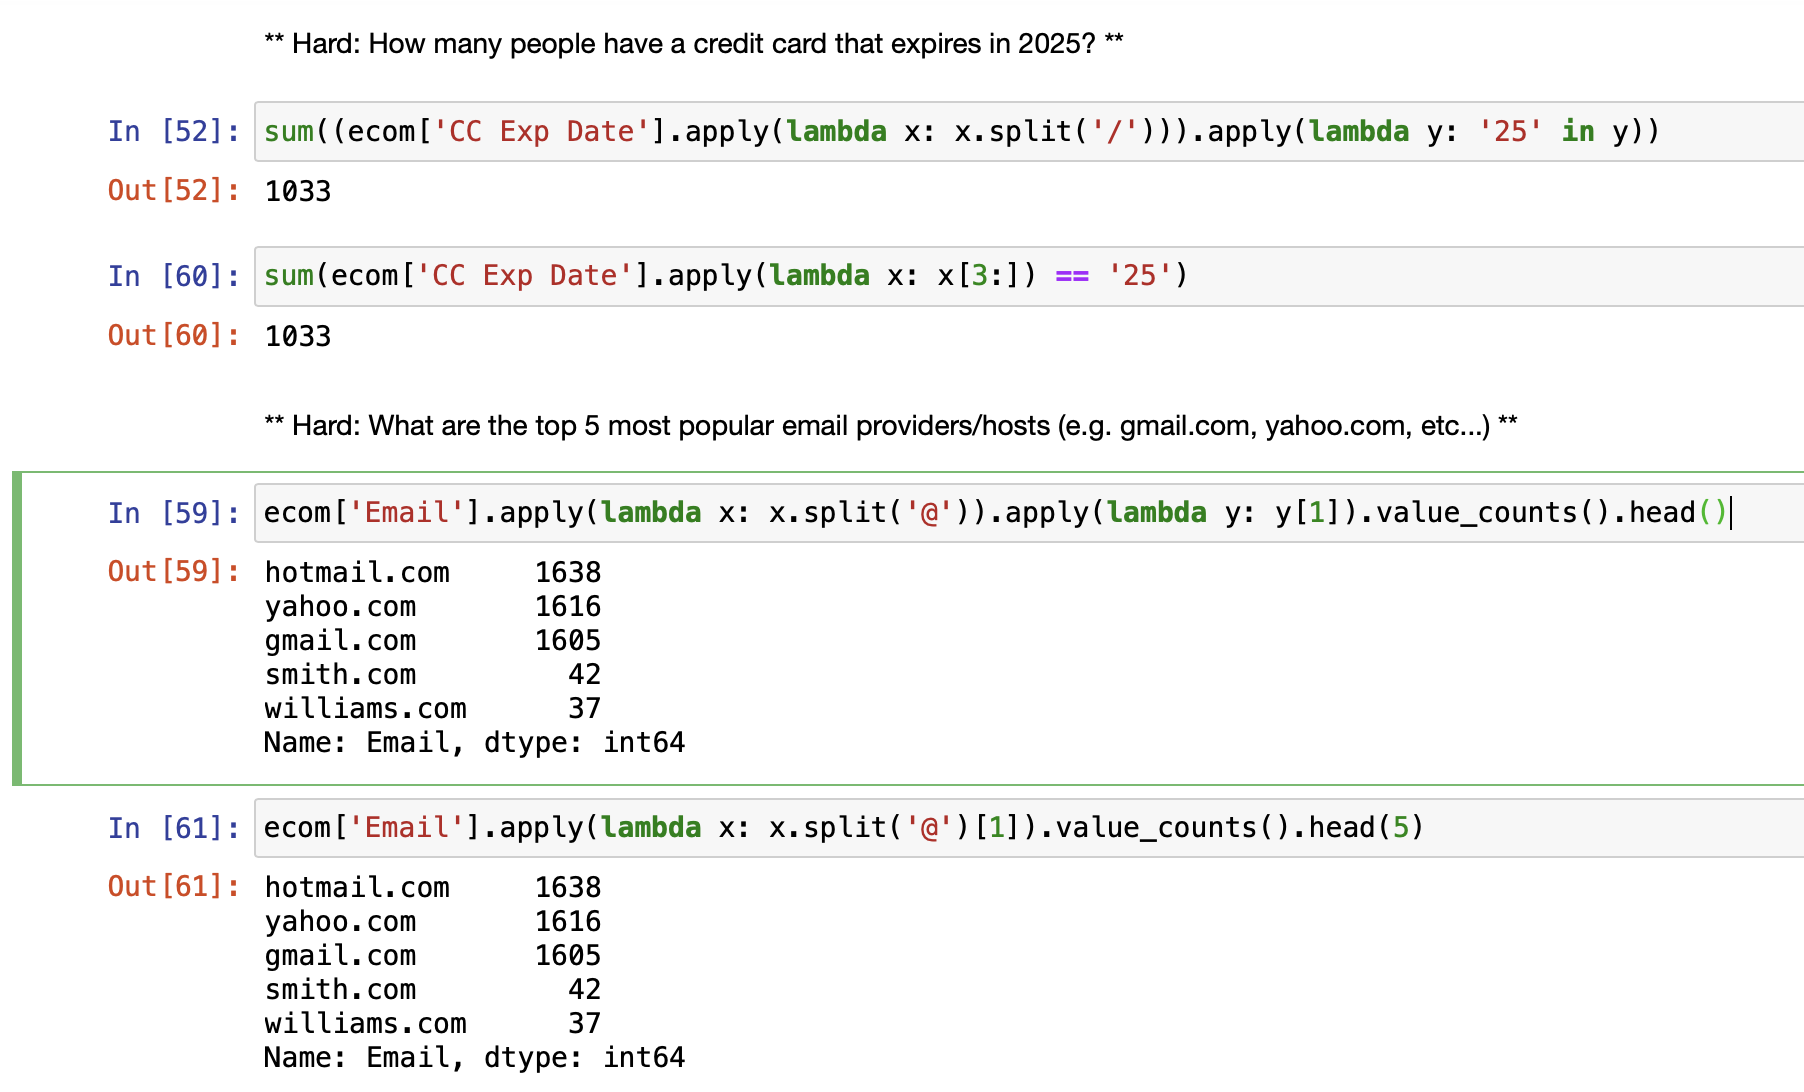 ** Hard: How many people have a credit card that expires in 2025? **
In [52]: sum((ecom['CC Exp Date'].apply(lambda x: x.split('/'))).apply(lambda y: '25' in y))
Out[52]: 1033
In [60]: sum(ecom['CC Exp Date'].apply(lambda x: x[3:]) == '25')
Out[60]: 1033
** Hard: What are the top 5 most popular email providers/hosts (e.g. gmail.com, yahoo.com, etc...) **
In [59]: ecom['Email'].apply(lambda x: x.split('@')).apply(lambda y: y[1]).value_counts().head()
Out[59]: hotmail.com     1638
yahoo.com       1616
gmail.com       1605
smith.com         42
williams.com      37
Name: Email, dtype: int64
In [61]: ecom['Email'].apply(lambda x: x.split('@')[1]).value_counts().head(5)
Out[61]: hotmail.com     1638
yahoo.com       1616
gmail.com       1605
smith.com         42
williams.com      37
Name: Email, dtype: int64